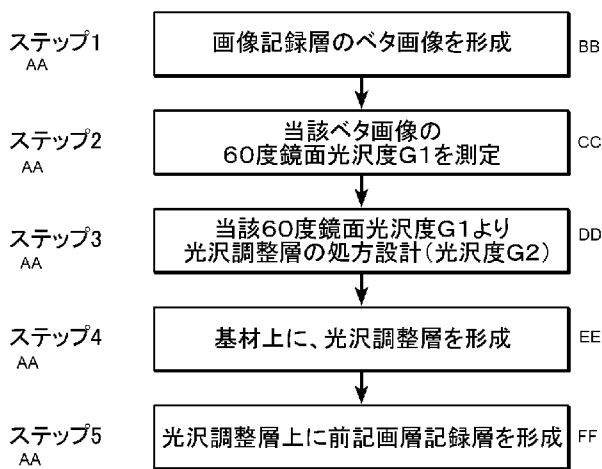 ステップ1
AA
画像記録層のベタ画像を形成
BB
ステップ2
AA
当該ベタ画像の
60度鏡面光沢度G1を測定
CC
ステップ3
AA
当該60度鏡面光沢度G1より
光沢調整層の処方設計(光沢度G2)
DD
ステップ4
AA
基材上に、光沢調整層を形成
EE
ステップ5
AA
光沢調整層上に前記画層記録層を形成
FF